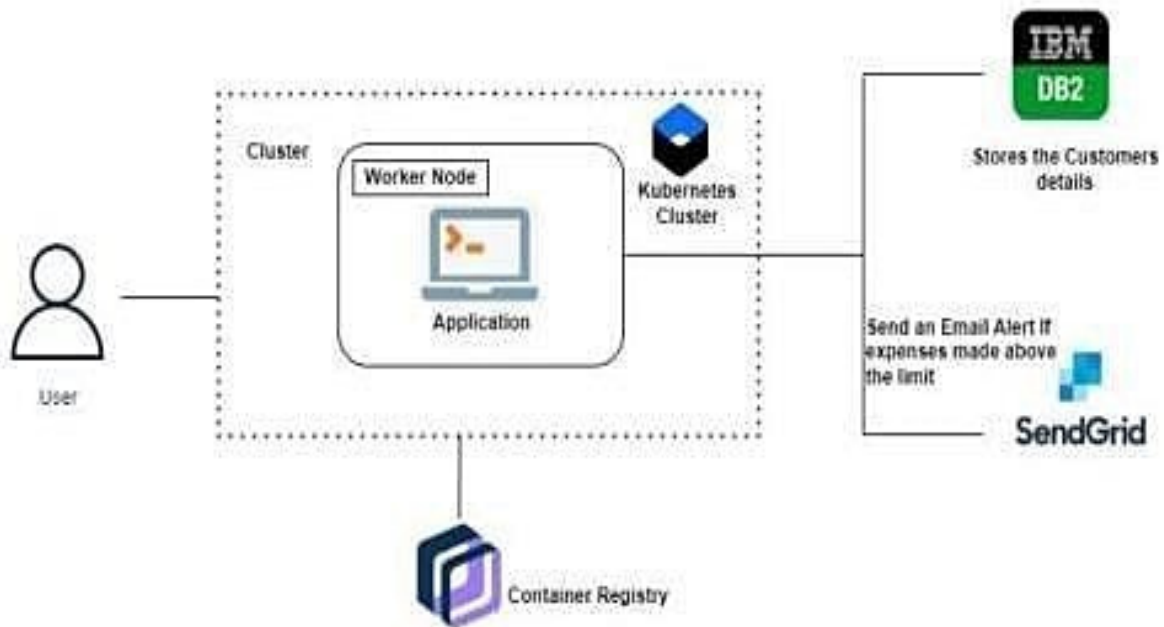 IBM
DB2
Stores the Customers
details
Cluster
Worker Node
Kubernetes
Cluster
Application
User
Send an Email Alert If
expenses made above
the limit
SendGrid
Container Registry